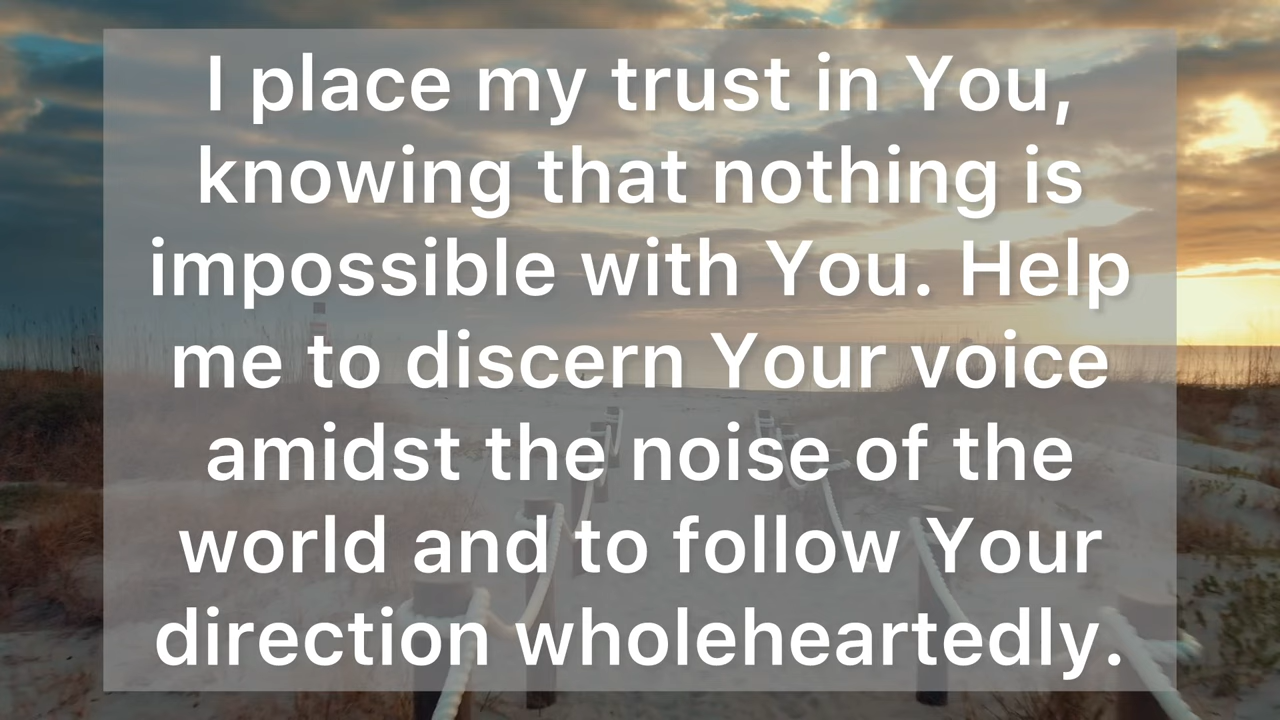 I place my trust in You,
knowing that nothing is
impossible with You. Help
me to discern Your voice
amidst the noise of the
world and to follow Your
direction wholeheartedly.